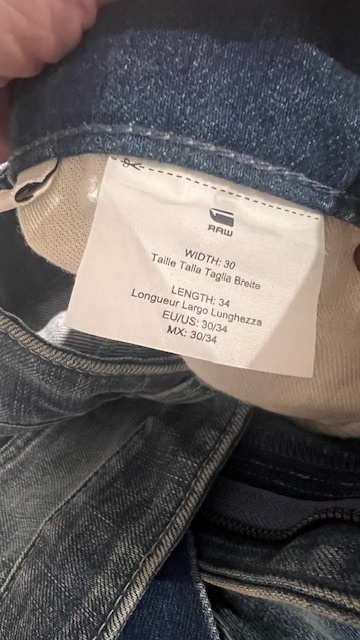 RAW
WIDTH: 30
Taille Talla Taglia Breite
LENGTH: 34
Longueur Largo Lunghezza
EU/US: 30/34
MX: 30/34